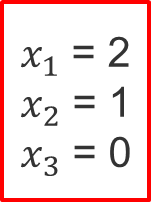 x₁ = 2
x₂ = 1
x₃ = 0